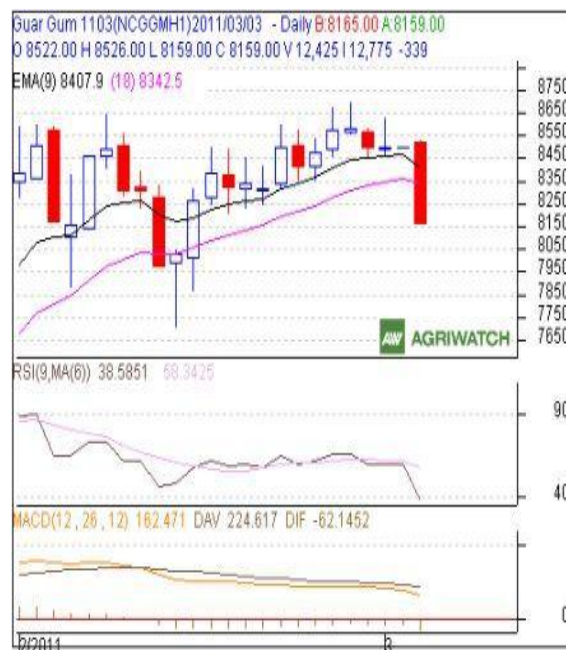 Guar Gum 1103(NCGGMH1)2011/03/03 - Daily B:8165.00 A:8159.00
O 8522.00 H 8526.00 L 8159.00 C 8159.00 V 12,425 I 12,775 -339
EMA(9) 8407.9 (18) 8342.5
8750
8650
8550
8450
8350
8250
8150
8050
7950
7850
7750
7650
AW AGRIWATCH
RSI(9,MA(6)) 38.5851 58.3425
90
40
MACD(12 , 26 , 12) 162.471 DAV 224.617 DIF -62.1452
0
2/2011 3